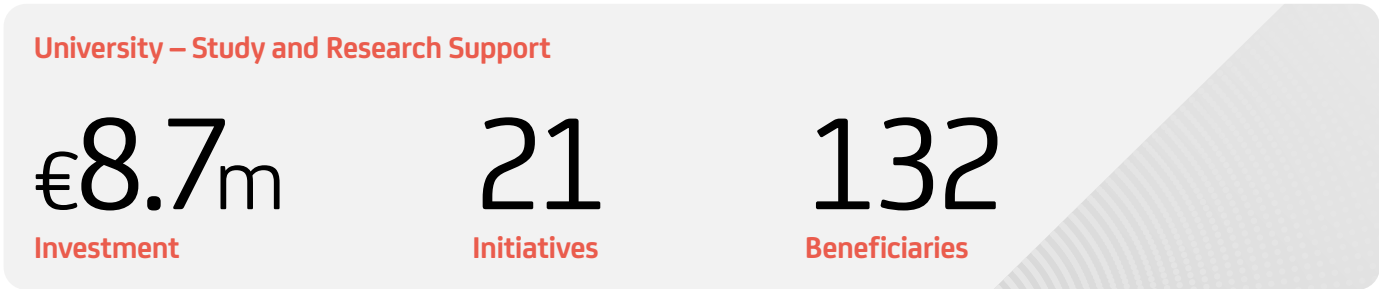 University – Study and Research Support
€8.7m 21 132
Investment Initiatives Beneficiaries